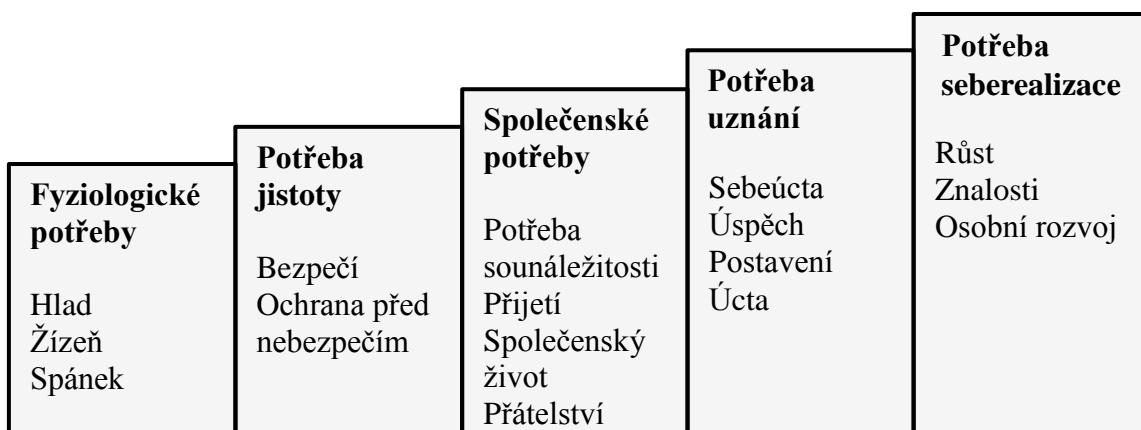 Fyziologické
potřeby
Hlad
Žízeň
Spánek
Potřeba
jistoty
Bezpečí
Ochrana před
nebezpečím
Společenské
potřeby
Potřeba
sounáležitosti
Přijetí
Společenský
život
Přátelství
Potřeba
uznání
Sebeúcta
Úspěch
Postavení
Úcta
Potřeba
seberealizace
Růst
Znalosti
Osobní rozvoj